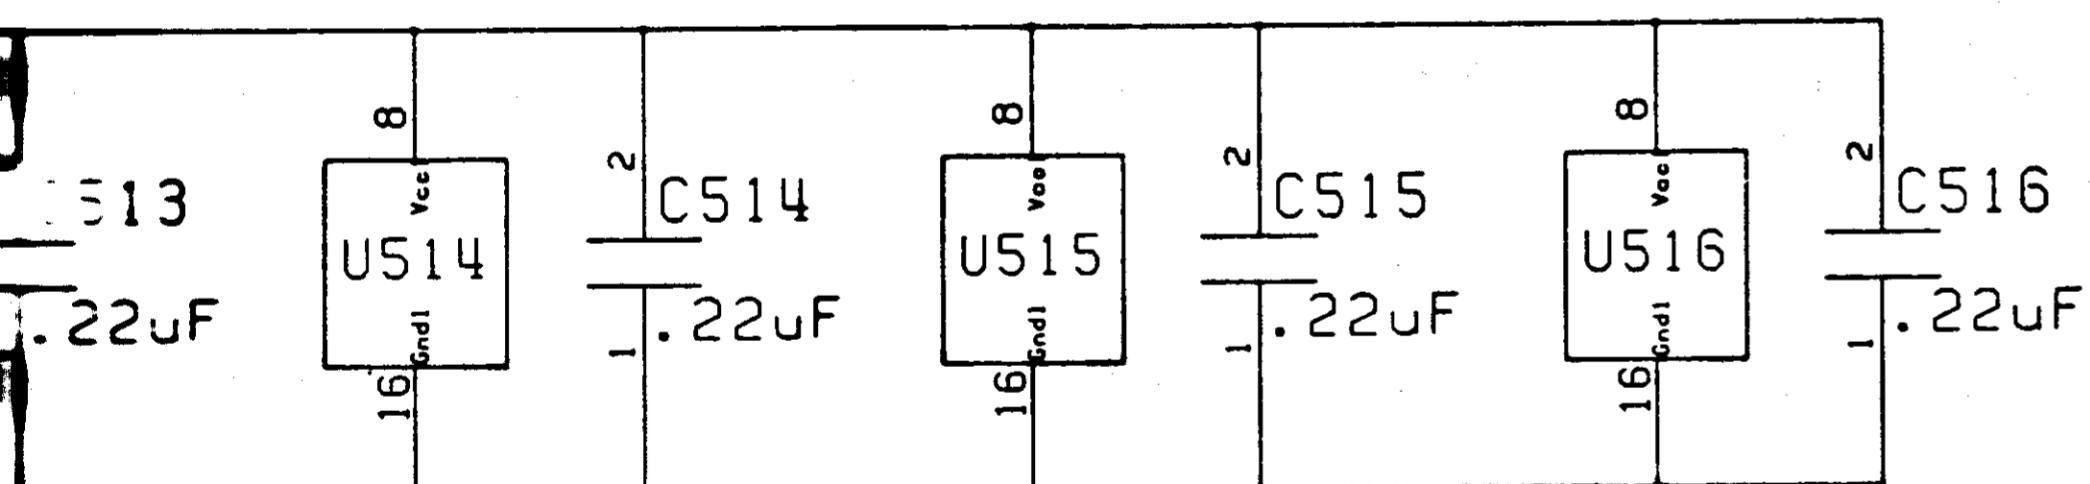 8
8
8
2
2
2
513
Vcc
C514
Vcc
C515
Vcc
C516
U514
U515
U516
.22uF
Gnd1
.22uF
Gnd1
.22uF
Gnd1
.22uF
1
1
1
16
16
16